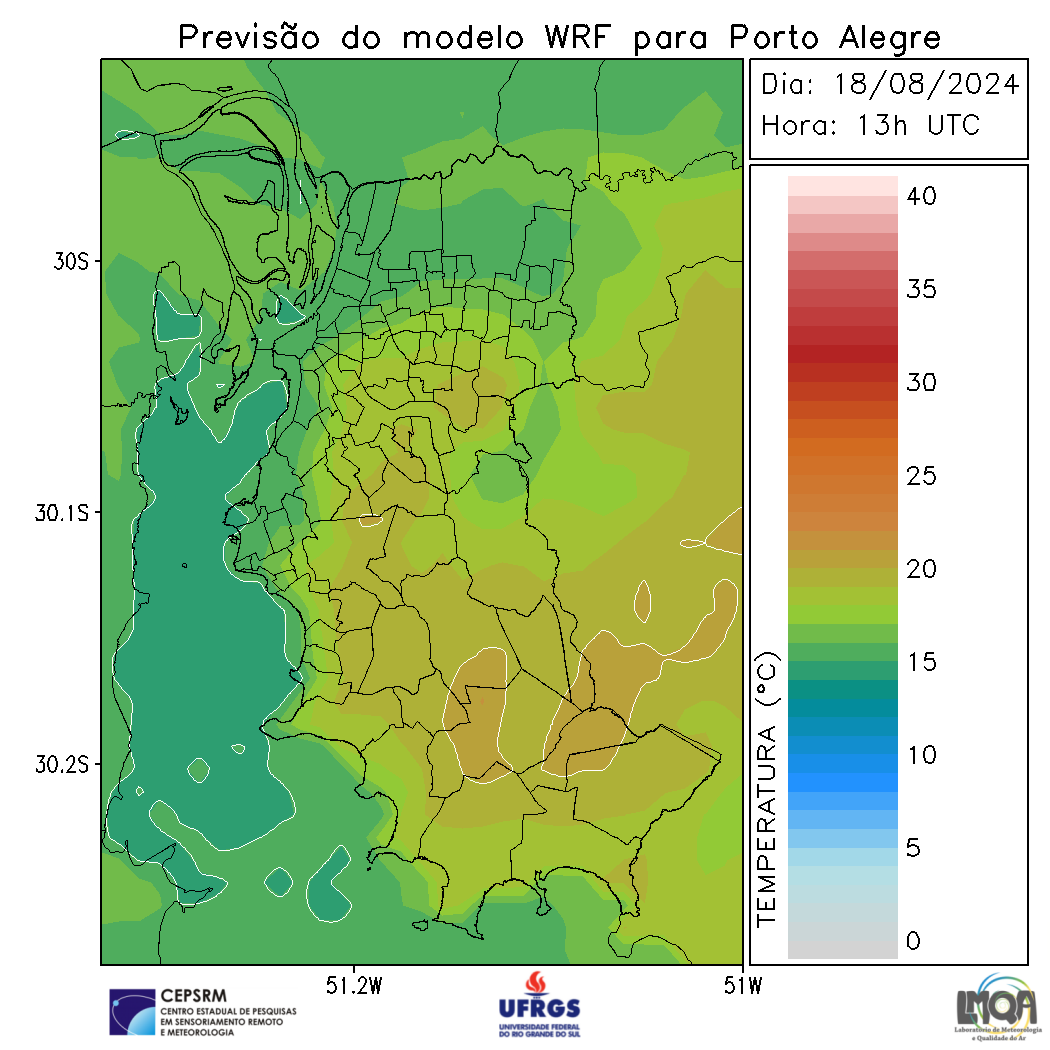 Previsão do modelo WRF para Porto Alegre
Dia: 18/08/2024
Hora: 13h UTC
40
35
30
25
20
15
10
5
0
TEMPERATURA (°C)
30S
30.1S
30.2S
51.2W
51W
CEPSRM
CENTRO ESTADUAL DE PESQUISAS
EM SENSORIAMENTO REMOTO
E METEOROLOGIA
UFRGS
UNIVERSIDADE FEDERAL
DO RIO GRANDE DO SUL
LMQA
Laboratório de Meteorologia
e Qualidade do Ar